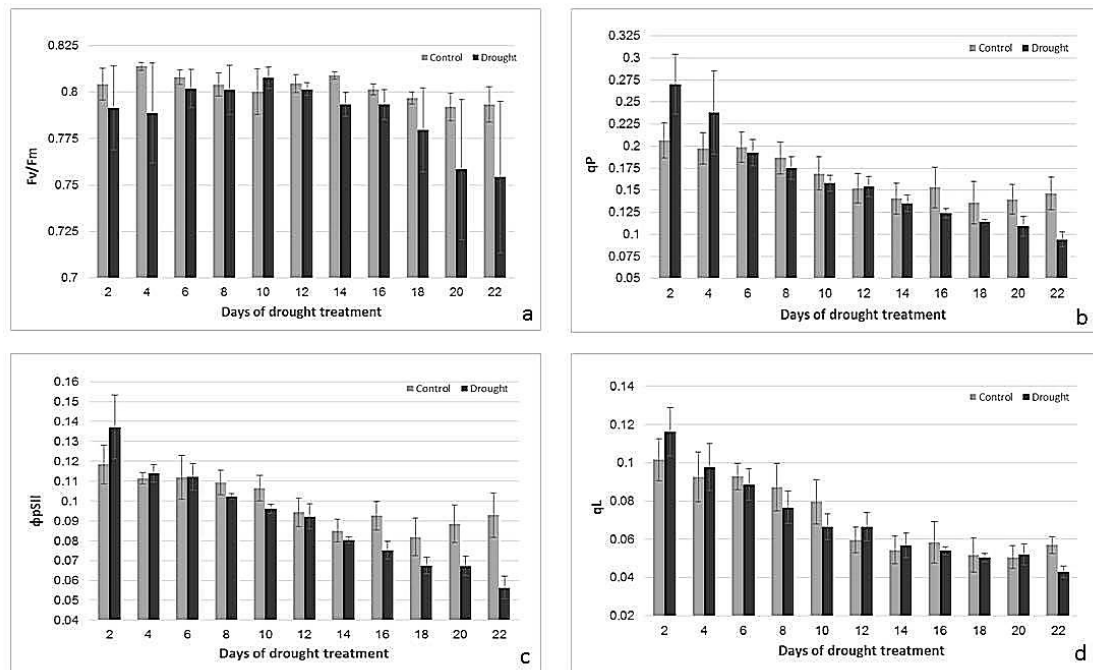 Control Drought
0.825
0.8
0.775
0.75
0.725
0.7
Fv/Fm
2 4 6 8 10 12 14 16 18 20 22
Days of drought treatment
a
Control Drought
0.325
0.3
0.275
0.25
0.225
0.2
0.175
0.15
0.125
0.1
0.075
0.05
qP
2 4 6 8 10 12 14 16 18 20 22
Days of drought treatment
b
Control Drought
0.16
0.15
0.14
0.13
0.12
0.11
0.1
0.09
0.08
0.07
0.06
0.05
0.04
ϕpSII
2 4 6 8 10 12 14 16 18 20 22
Days of drought treatment
c
Control Drought
0.14
0.12
0.1
0.08
0.06
0.04
0.02
qL
2 4 6 8 10 12 14 16 18 20 22
Days of drought treatment
d